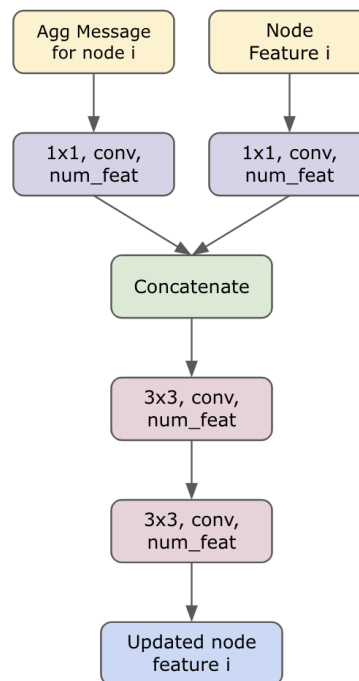 Agg Message
for node i
Node
Feature i
1x1, conv,
num_feat
1x1, conv,
num_feat
Concatenate
3x3, conv,
num_feat
3x3, conv,
num_feat
Updated node
feature i